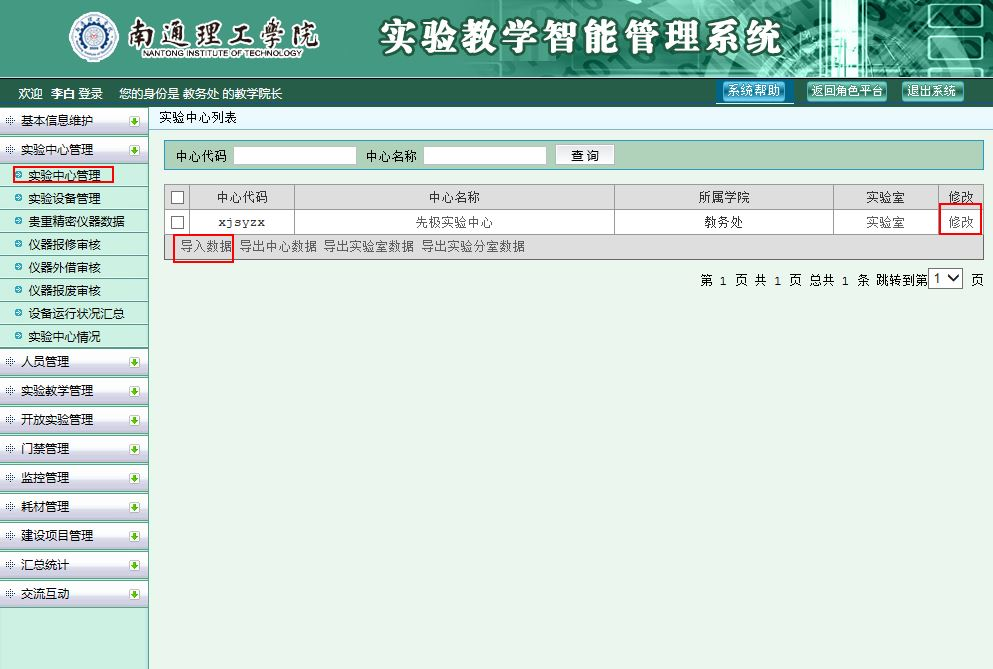 南通理工學院
NANTONG INSTITUTE OF TECHNOLOGY
实验教学智能管理系统
欢迎 李白 登录 您的身份是 教务处 的教学院长
系统帮助 返回角色平台 退出系统
基本信息维护
实验中心管理
实验中心管理
实验设备管理
贵重精密仪器数据
仪器报修审核
仪器外借审核
仪器报废审核
设备运行状况汇总
实验中心情况
人员管理
实验教学管理
开放实验管理
门禁管理
监控管理
耗材管理
建设项目管理
汇总统计
交流互动
实验中心列表
中心代码 中心名称 查 询
中心代码 中心名称 所属学院 实验室 修改
xjsyzx 先极实验中心 教务处 实验室 修改
导入数据 导出中心数据 导出实验室数据 导出实验分室数据
第 1 页 共 1 页 总共 1 条 跳转到第 1 页